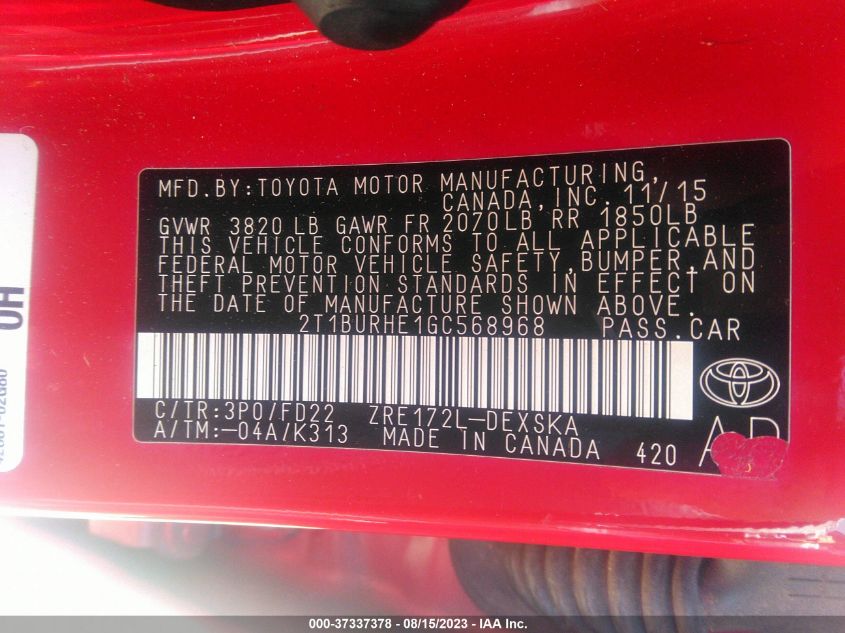 MFD.BY:TOYOTA MOTOR MANUFACTURING,
CANADA,INC. 11/15
GVWR 3820 LB GAWR FR 2070LB RR 1850LB
THIS VEHICLE CONFORMS TO ALL APPLICABLE
FEDERAL MOTOR VEHICLE SAFETY,BUMPER,AND
THEFT PREVENTION STANDARDS IN EFFECT ON
THE DATE OF MANUFACTURE SHOWN ABOVE.
2T1BURHE1GC568968 PASS.CAR
C/TR:3P0/FD22 ZRE172L-DEXSKA
A/TM:-04A/K313 MADE IN CANADA 420
OH
000-37337378 - 08/15/2023 - IAA Inc.